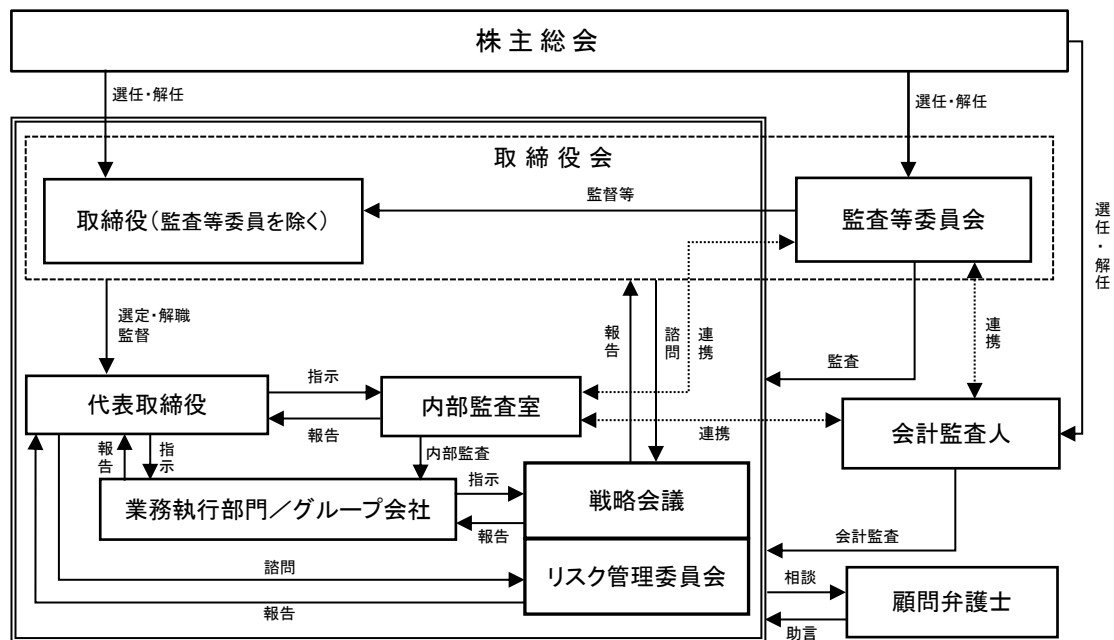 株主総会
選任・解任
選任・解任
取締役会
取締役（監査等委員を除く）
監督等
監査等委員会
選任・解任
選定・解職
監督
報告
諮問
連携
監査
連携
代表取締役
指示
報告
内部監査室
連携
会計監査人
報告
指示
内部監査
業務執行部門／グループ会社
指示
報告
戦略会議
会計監査
諮問
リスク管理委員会
報告
相談
助言
顧問弁護士